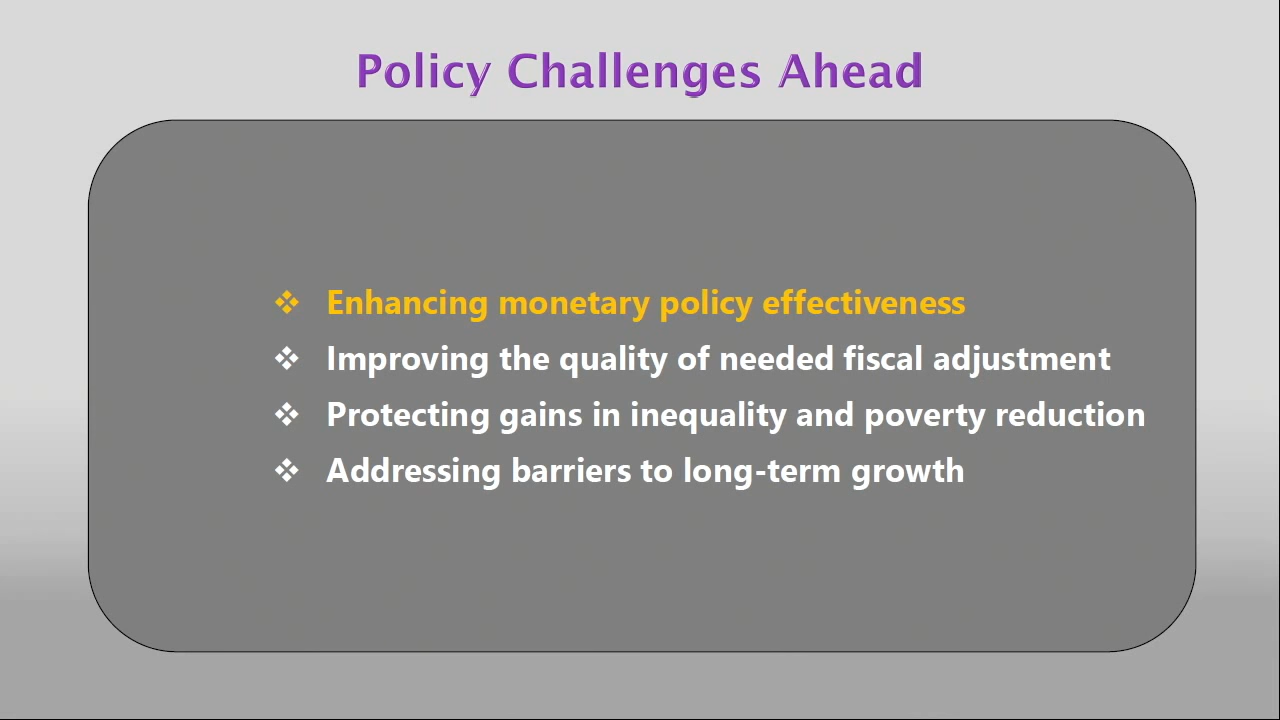 Policy Challenges Ahead
❖ Enhancing monetary policy effectiveness
❖ Improving the quality of needed fiscal adjustment
❖ Protecting gains in inequality and poverty reduction
❖ Addressing barriers to long-term growth